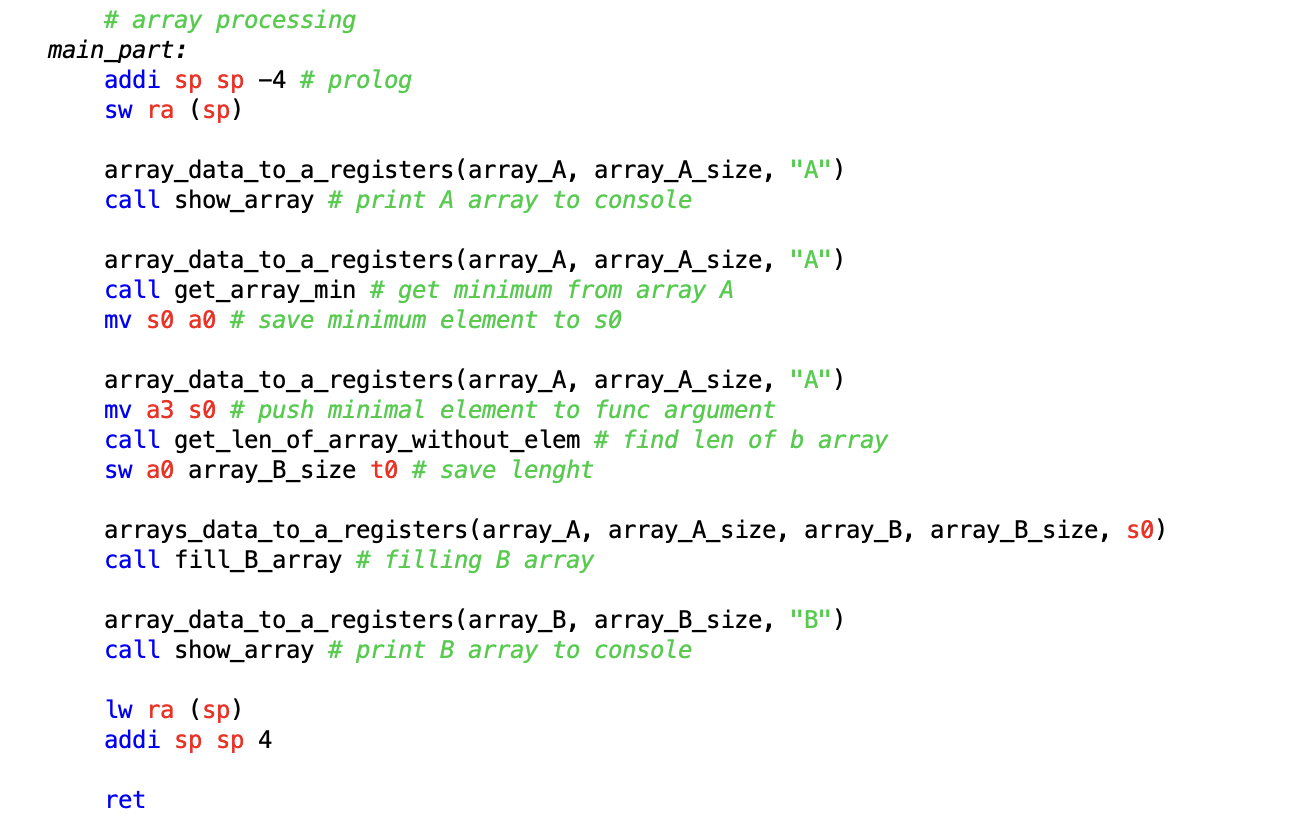 # array processing
main_part:
addi sp sp −4 # prolog
sw ra (sp)
array_data_to_a_registers(array_A, array_A_size, "A")
call show_array # print A array to console
array_data_to_a_registers(array_A, array_A_size, "A")
call get_array_min # get minimum from array A
mv s0 a0 # save minimum element to s0
array_data_to_a_registers(array_A, array_A_size, "A")
mv a3 s0 # push minimal element to func argument
call get_len_of_array_without_elem # find len of b array
sw a0 array_B_size t0 # save lenght
arrays_data_to_a_registers(array_A, array_A_size, array_B, array_B_size, s0)
call fill_B_array # filling B array
array_data_to_a_registers(array_B, array_B_size, "B")
call show_array # print B array to console
lw ra (sp)
addi sp sp 4
ret